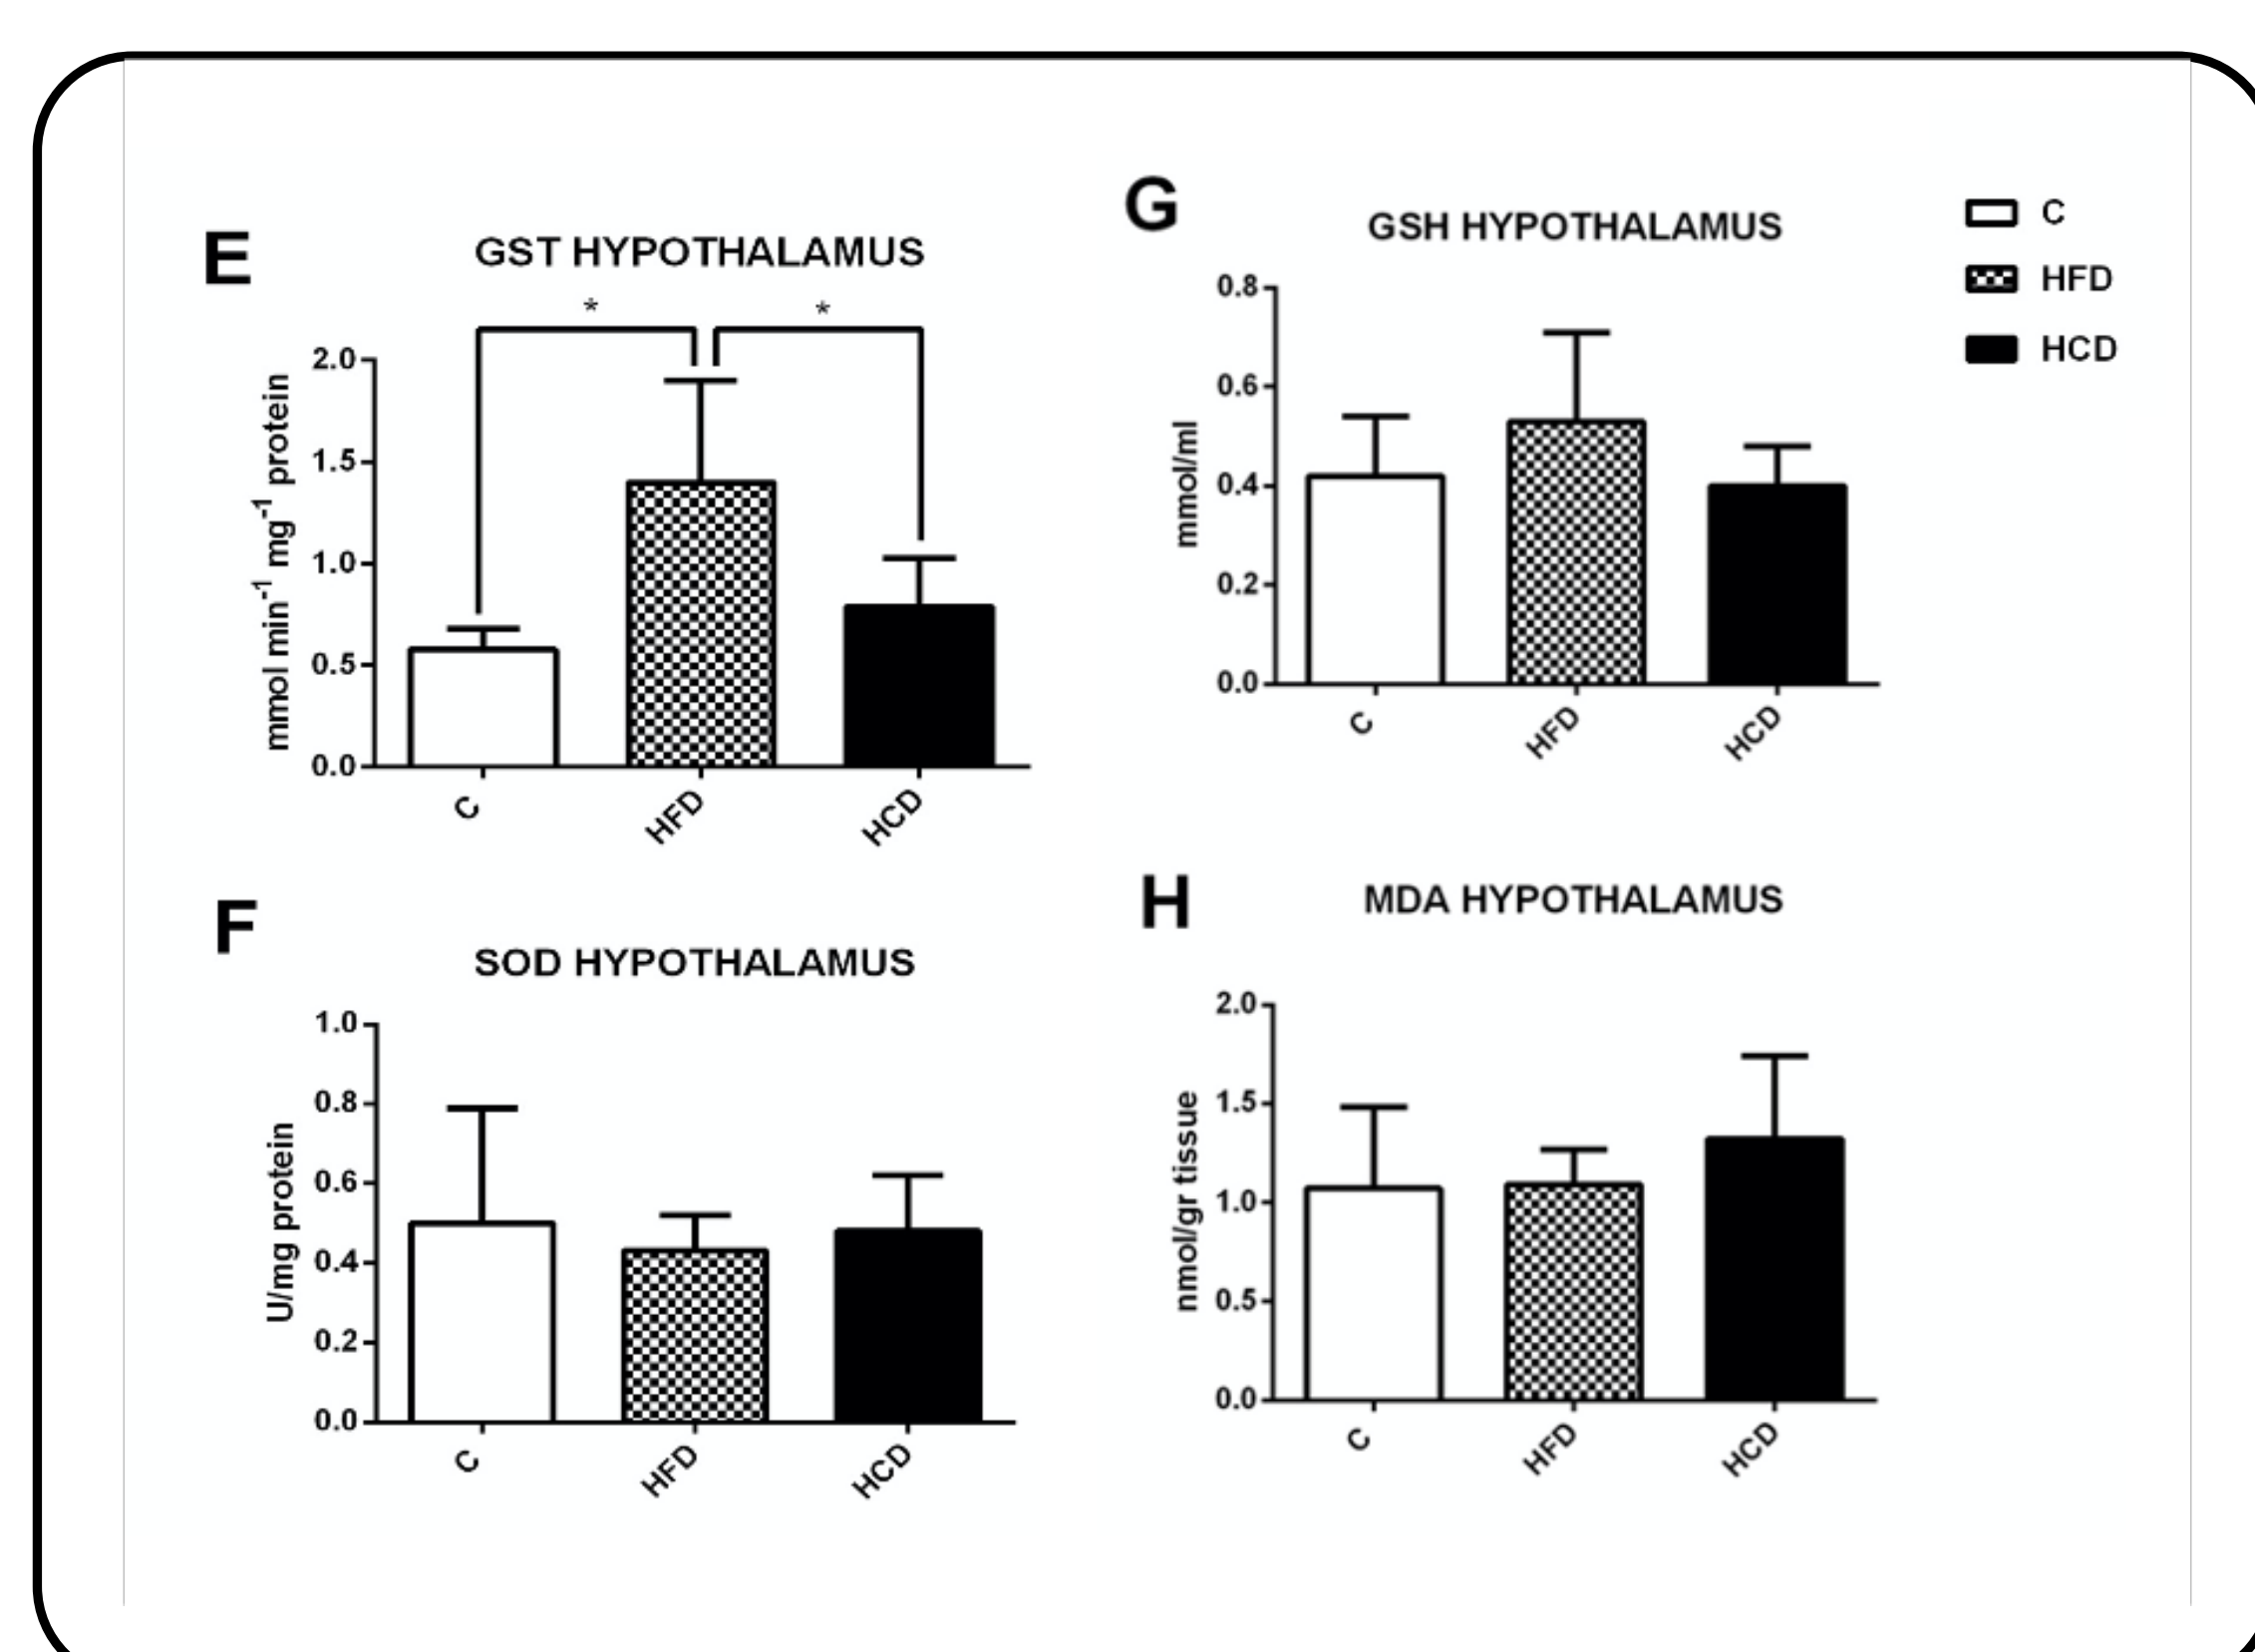 E
GST HYPOTHALAMUS
* *
mmol min-1 mg-1 protein
2.0
1.5
1.0
0.5
0.0
C HFD HCD
G
GSH HYPOTHALAMUS
mmol/ml
0.8
0.6
0.4
0.2
0.0
C HFD HCD
C
HFD
HCD
F
SOD HYPOTHALAMUS
U/mg protein
1.0
0.8
0.6
0.4
0.2
0.0
C HFD HCD
H
MDA HYPOTHALAMUS
nmol/gr tissue
2.0
1.5
1.0
0.5
0.0
C HFD HCD